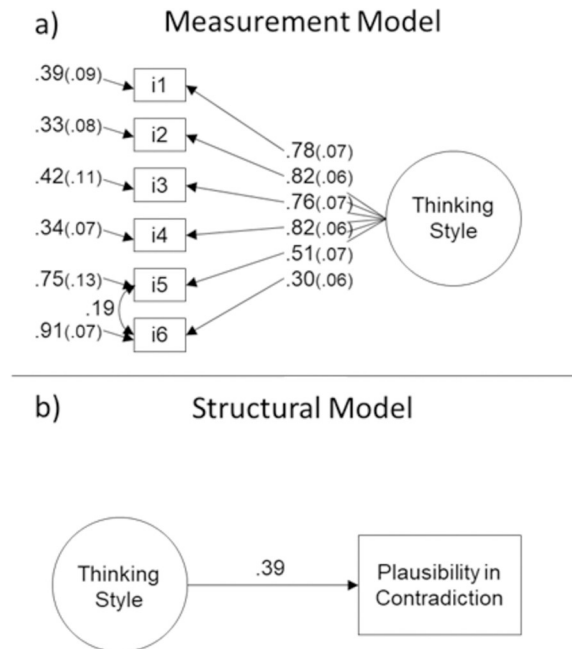 a) Measurement Model
.39(.09)
i1
.33(.08)
i2
.78(.07)
.42(.11)
i3
.82(.06)
.76(.07)
Thinking
Style
.34(.07)
i4
.82(.06)
.51(.07)
.75(.13)
i5
.30(.06)
.19
.91(.07)
i6
b) Structural Model
Thinking
Style
.39
Plausibility in
Contradiction